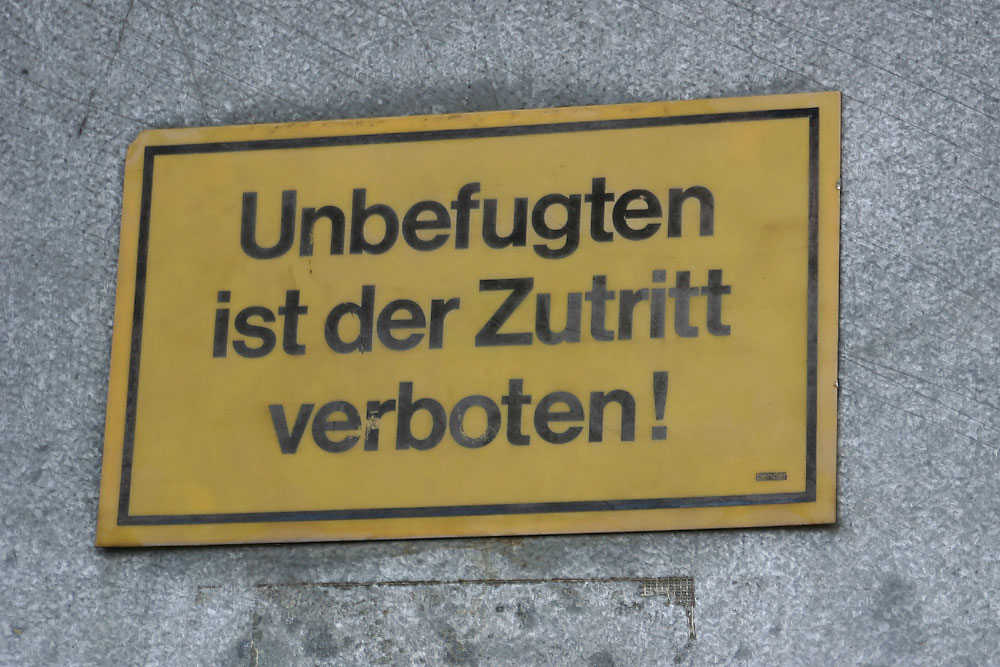 Unbefugten
ist der Zutritt
verboten!